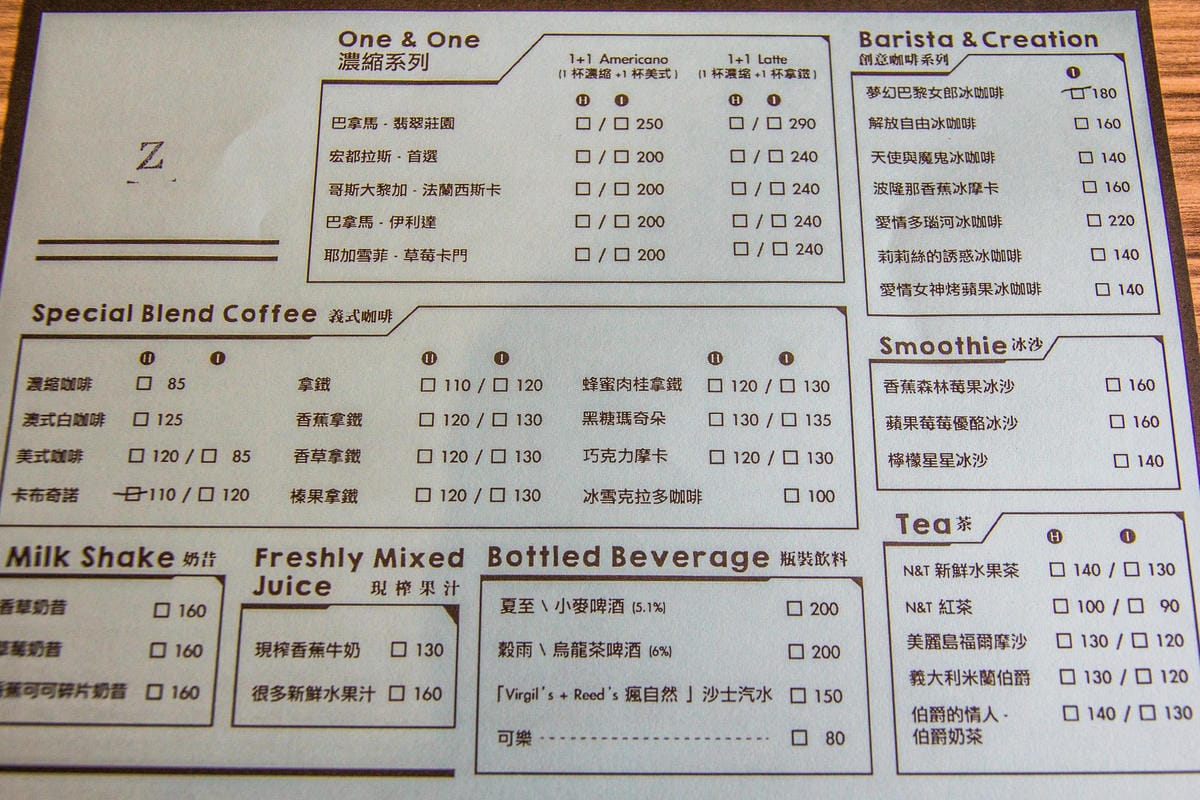 Z
One & One
濃縮系列
1+1 Americano
(1 杯濃縮 +1 杯美式)
1+1 Latte
(1 杯濃縮 +1 杯拿鐵)
H I H I
巴拿馬 - 翡翠莊園 □ / □ 250 □ / □ 290
宏都拉斯 - 首選 □ / □ 200 □ / □ 240
哥斯大黎加 - 法蘭西斯卡 □ / □ 200 □ / □ 240
巴拿馬 - 伊利達 □ / □ 200 □ / □ 240
耶加雪菲 - 草莓卡門 □ / □ 200 □ / □ 240
Barista & Creation
創意咖啡系列
I
夢幻巴黎女郎冰咖啡 □ 180
解放自由冰咖啡 □ 160
天使與魔鬼冰咖啡 □ 140
波隆那香蕉冰摩卡 □ 160
愛情多瑙河冰咖啡 □ 220
莉莉絲的誘惑冰咖啡 □ 140
愛情女神烤蘋果冰咖啡 □ 140
Special Blend Coffee 義式咖啡
H I H I H I
濃縮咖啡 □ 85 拿鐵 □ 110 / □ 120 蜂蜜肉桂拿鐵 □ 120 / □ 130
澳式白咖啡 □ 125 香蕉拿鐵 □ 120 / □ 130 黑糖瑪奇朵 □ 130 / □ 135
美式咖啡 □ 120 / □ 85 香草拿鐵 □ 120 / □ 130 巧克力摩卡 □ 120 / □ 130
卡布奇諾 □ 110 / □ 120 榛果拿鐵 □ 120 / □ 130 冰雪克拉多咖啡 □ 100
Smoothie 冰沙
香蕉森林莓果冰沙 □ 160
蘋果莓莓優酪冰沙 □ 160
檸檬星星冰沙 □ 140
Milk Shake 奶昔
香草奶昔 □ 160
草莓奶昔 □ 160
香蕉可可碎片奶昔 □ 160
Freshly Mixed
Juice 現榨果汁
現榨香蕉牛奶 □ 130
很多新鮮水果汁 □ 160
Bottled Beverage 瓶裝飲料
夏至 \ 小麥啤酒 (5.1%) □ 200
穀雨 \ 烏龍茶啤酒 (6%) □ 200
「Virgil's + Reed's 瘋自然 」沙士汽水 □ 150
可樂 ------------------------ □ 80
Tea 茶
H I
N&T 新鮮水果茶 □ 140 / □ 130
N&T 紅茶 □ 100 / □ 90
美麗島福爾摩沙 □ 130 / □ 120
義大利米蘭伯爵 □ 130 / □ 120
伯爵的情人 - □ 140 / □ 130
伯爵奶茶